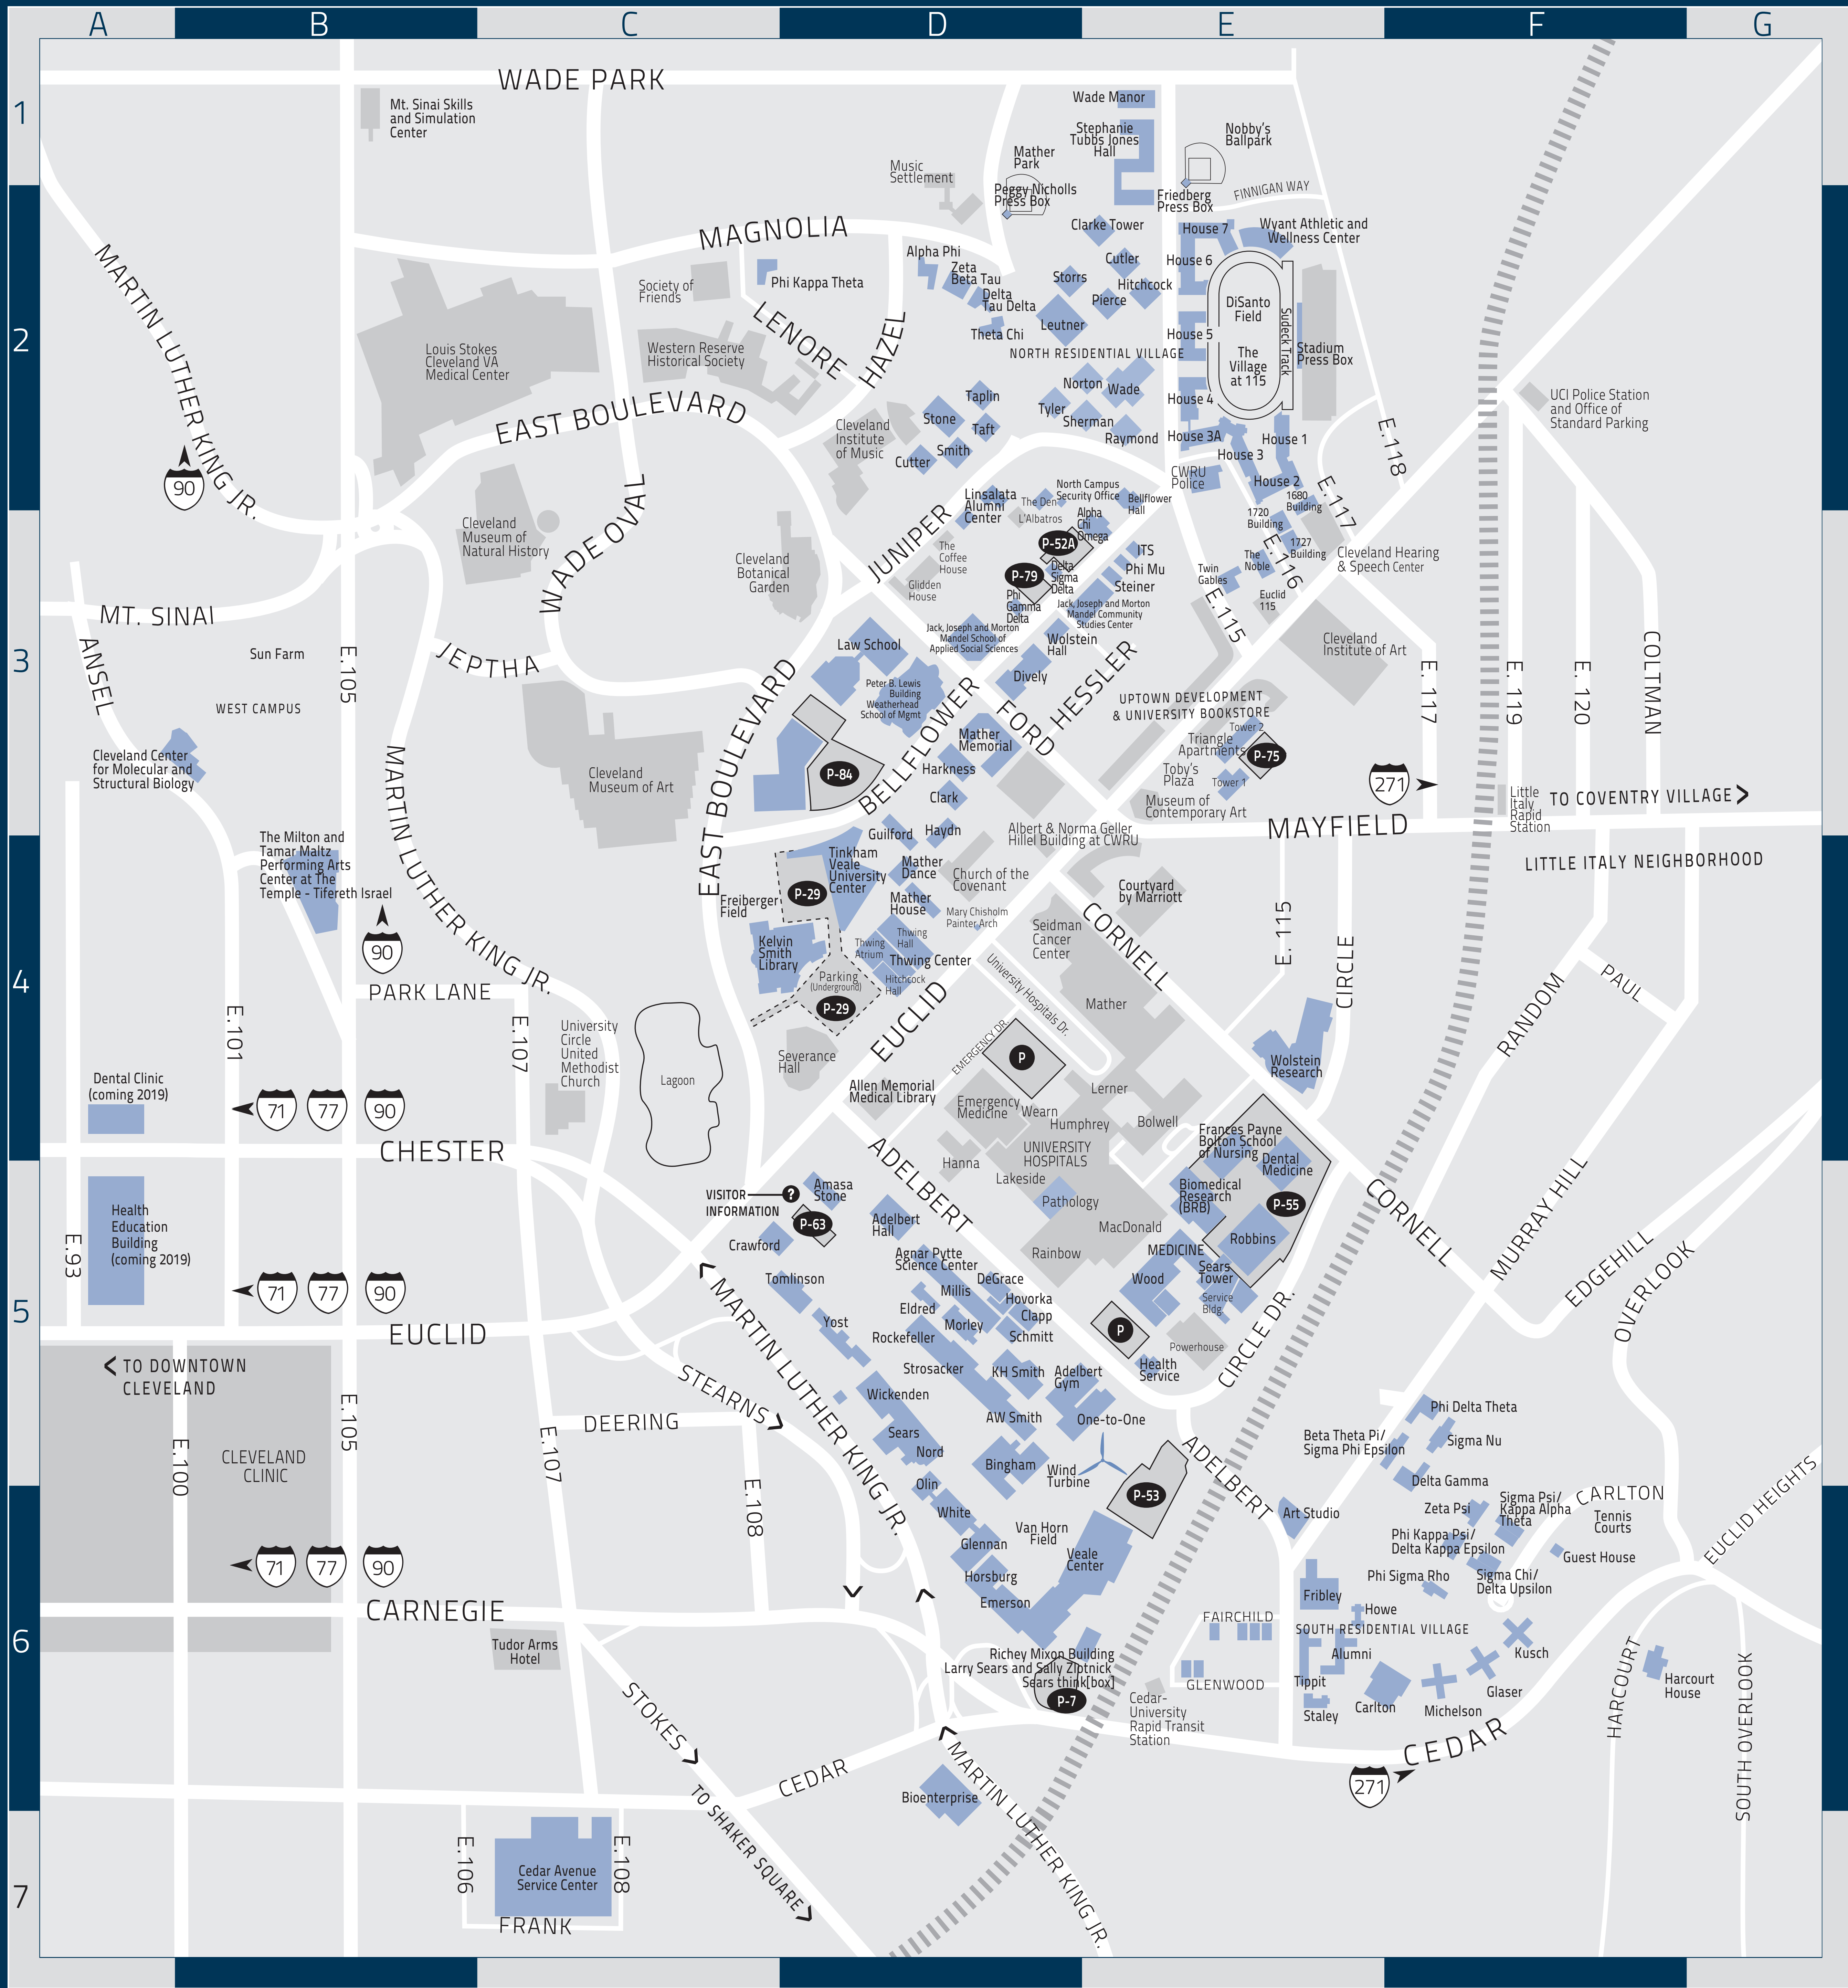 A
B
C
D
E
F
G
1
2
3
4
5
6
7
WADE PARK
Mt. Sinai Skills
and Simulation
Center
Wade Manor
Stephanie
Tubbs Jones
Hall
Nobby's
Ballpark
Mather
Park
Music
Settlement
Peggy Nicholls
Press Box
Friedberg
Press Box
FINNIGAN WAY
MAGNOLIA
Clarke Tower
House 7
Wyant Athletic and
Wellness Center
Alpha Phi
Zeta
Beta Tau
Delta
Tau Delta
Theta Chi
Cutler
House 6
Storrs
Hitchcock
Pierce
Leutner
Society of
Friends
Phi Kappa Theta
LENORE
HAZEL
DiSanto
Field
Sudeck Track
The
Village
at 115
House 5
Stadium
Press Box
NORTH RESIDENTIAL VILLAGE
MARTIN LUTHER KING JR.
Louis Stokes
Cleveland VA
Medical Center
Western Reserve
Historical Society
EAST BOULEVARD
Norton
Wade
House 4
Taplin
Tyler
Stone
Sherman
Taft
Raymond
House 3A
House 1
House 3
Smith
Cutter
Cleveland
Institute
of Music
UCI Police Station
and Office of
Standard Parking
E.118
90
CWRU
Police
House 2
E.117
Linsalata
Alumni
Center
The Den
L'Albatros
North Campus
Security Office
Bellflower
Hall
Alpha
Chi
Omega
1680
Building
1720
Building
1727
Building
E.116
Cleveland
Museum of
Natural History
WADE OVAL
Cleveland
Botanical
Garden
JUNIPER
The
Coffee
House
Glidden
House
P-52A
P-79
ITS
Phi Mu
Steiner
Delta
Sigma
Delta
Phi
Gamma
Delta
Twin
Gables
The
Noble
Euclid
115
Cleveland Hearing
& Speech Center
Jack, Joseph and Morton
Mandel Community
Studies Center
E.115
MT. SINAI
ANSEL
Sun Farm
E.105
JEPTHA
WEST CAMPUS
Law School
Jack, Joseph and Morton
Mandel School of
Applied Social Sciences
Wolstein
Hall
Dively
HESSLER
Cleveland
Institute of Art
Peter B. Lewis
Building
Weatherhead
School of Mgmt
BELLFLOWER
FORD
UPTOWN DEVELOPMENT
& UNIVERSITY BOOKSTORE
E. 117
E. 119
E. 120
COLTMAN
Cleveland Center
for Molecular and
Structural Biology
MARTIN LUTHER KING JR.
Cleveland
Museum of Art
EAST BOULEVARD
P-84
Mather
Memorial
Harkness
Clark
Tower 2
Triangle
Apartments
P-75
Toby's
Plaza
Tower 1
Museum of
Contemporary Art
271
Little
Italy
Rapid
Station
TO COVENTRY VILLAGE
MAYFIELD
LITTLE ITALY NEIGHBORHOOD
The Milton and
Tamar Maltz
Performing Arts
Center at The
Temple - Tifereth Israel
90
Guilford
Haydn
Albert & Norma Geller
Hillel Building at CWRU
Tinkham
Veale
University
Center
P-29
Freiberger
Field
Mather
Dance
Mather
House
Church of the
Covenant
Mary Chisholm
Painter Arch
Courtyard
by Marriott
Seidman
Cancer
Center
CORNELL
E. 115
CIRCLE
Kelvin
Smith
Library
Thwing
Atrium
Thwing
Hall
Thwing Center
Hitchcock
Hall
Parking
(Underground)
P-29
University Hospitals Dr.
EMERGENCY DR.
Mather
P
RANDOM
PAUL
PARK LANE
E.101
E.107
University
Circle
United
Methodist
Church
Lagoon
Severance
Hall
EUCLID
Allen Memorial
Medical Library
Wolstein
Research
Dental Clinic
(coming 2019)
71
77
90
CHESTER
Emergency
Medicine
Wearn
Lerner
Humphrey
Bolwell
UNIVERSITY
HOSPITALS
Hanna
Lakeside
Pathology
MacDonald
Rainbow
ADELBERT
Frances Payne
Bolton School
of Nursing
Dental
Medicine
Biomedical
Research
(BRB)
P-55
Robbins
MEDICINE
Wood
Sears
Tower
Service
Bldg.
Powerhouse
CORNELL
MURRAY HILL
EDGEHILL
OVERLOOK
Health
Education
Building
(coming 2019)
E.93
VISITOR
INFORMATION
?
Amasa
Stone
P-63
Adelbert
Hall
Crawford
Tomlinson
Agnar Pytte
Science Center
DeGrace
Millis
Hovorka
Eldred
Clapp
Morley
Schmitt
Rockefeller
Yost
71
77
90
EUCLID
TO DOWNTOWN
CLEVELAND
P
Health
Service
CIRCLE DR.
Strosacker
KH Smith
Adelbert
Gym
Wickenden
AW Smith
One-to-One
STEARNS
MARTIN LUTHER KING JR.
DEERING
E.105
E.100
CLEVELAND
CLINIC
E.107
E.108
Sears
Nord
Bingham
Wind
Turbine
Olin
P-53
ADELBERT
White
Van Horn
Field
Veale
Center
Glennan
Horsburg
Emerson
Art Studio
Phi Delta Theta
Beta Theta Pi/
Sigma Phi Epsilon
Sigma Nu
Delta Gamma
Zeta Psi
Sigma Psi/
Kappa Alpha
Theta
CARLTON
Tennis
Courts
EUCLID HEIGHTS
Phi Kappa Psi/
Delta Kappa Epsilon
Guest House
Phi Sigma Rho
Sigma Chi/
Delta Upsilon
71
77
90
CARNEGIE
Tudor Arms
Hotel
Fribley
Howe
FAIRCHILD
SOUTH RESIDENTIAL VILLAGE
Alumni
Kusch
Richey Mixon Building
Larry Sears and Sally Zlotnick
Sears think[box]
P-7
GLENWOOD
Tippit
Staley
Carlton
Michelson
Glaser
Cedar-
University
Rapid Transit
Station
HARCOURT
Harcourt
House
SOUTH OVERLOOK
CEDAR
271
STOKES
TO SHAKER SQUARE
CEDAR
Bioenterprise
MARTIN LUTHER KING JR.
E.106
Cedar Avenue
Service Center
E.108
FRANK